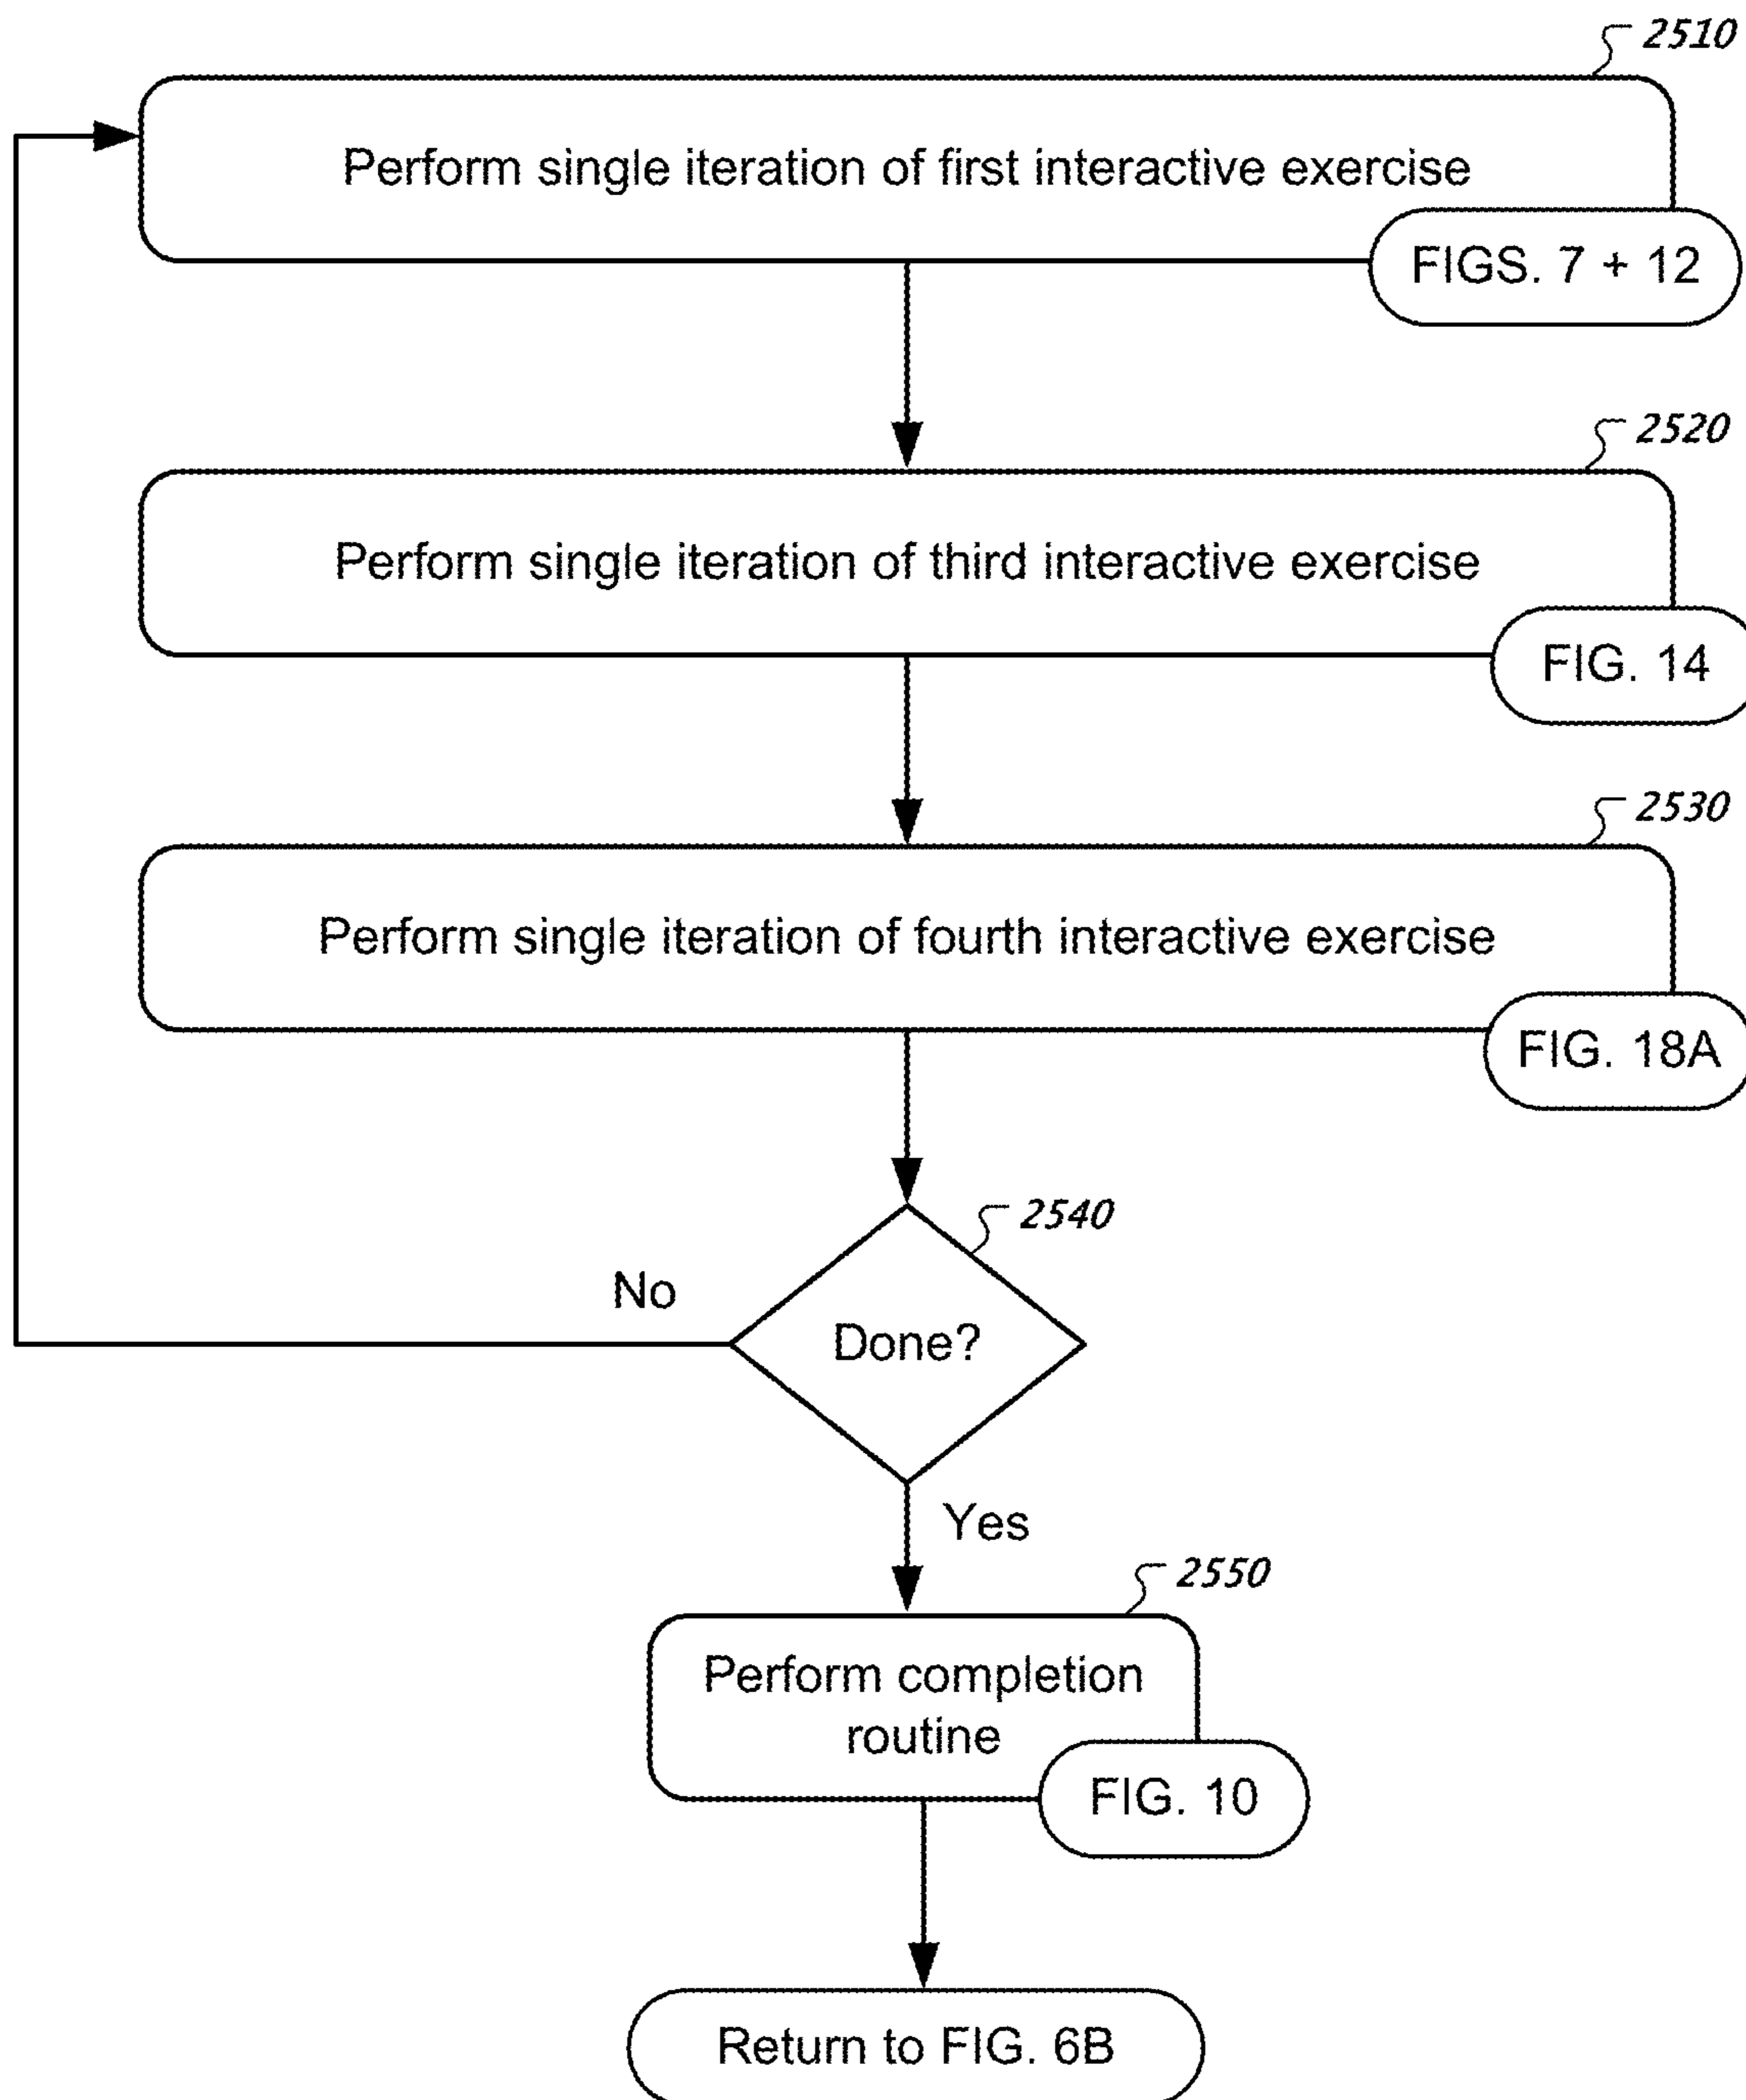 2510
Perform single iteration of first interactive exercise
FIGS. 7 + 12
2520
Perform single iteration of third interactive exercise
FIG. 14
2530
Perform single iteration of fourth interactive exercise
FIG. 18A
2540
No
Done?
Yes
2550
Perform completion
routine
FIG. 10
Return to FIG. 6B